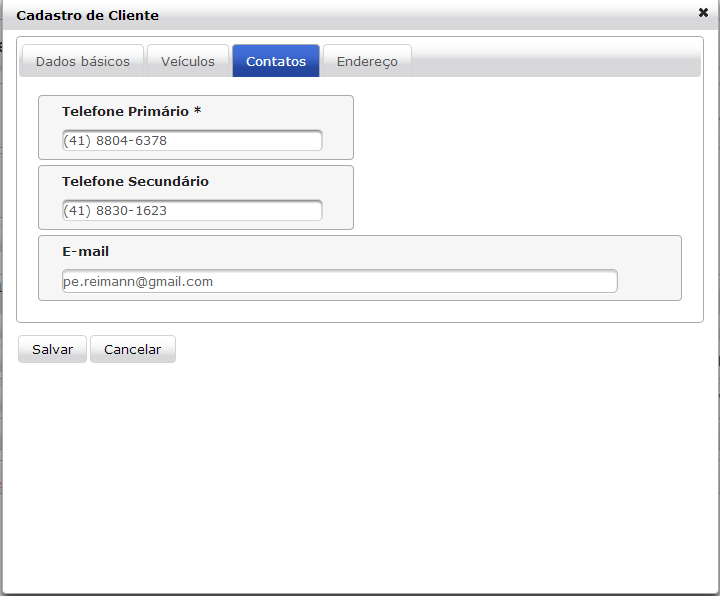 Cadastro de Cliente
Dados básicos Veículos Contatos Endereço
Telefone Primário *
(41) 8804-6378
Telefone Secundário
(41) 8830-1623
E-mail
pe.reimann@gmail.com
Salvar Cancelar